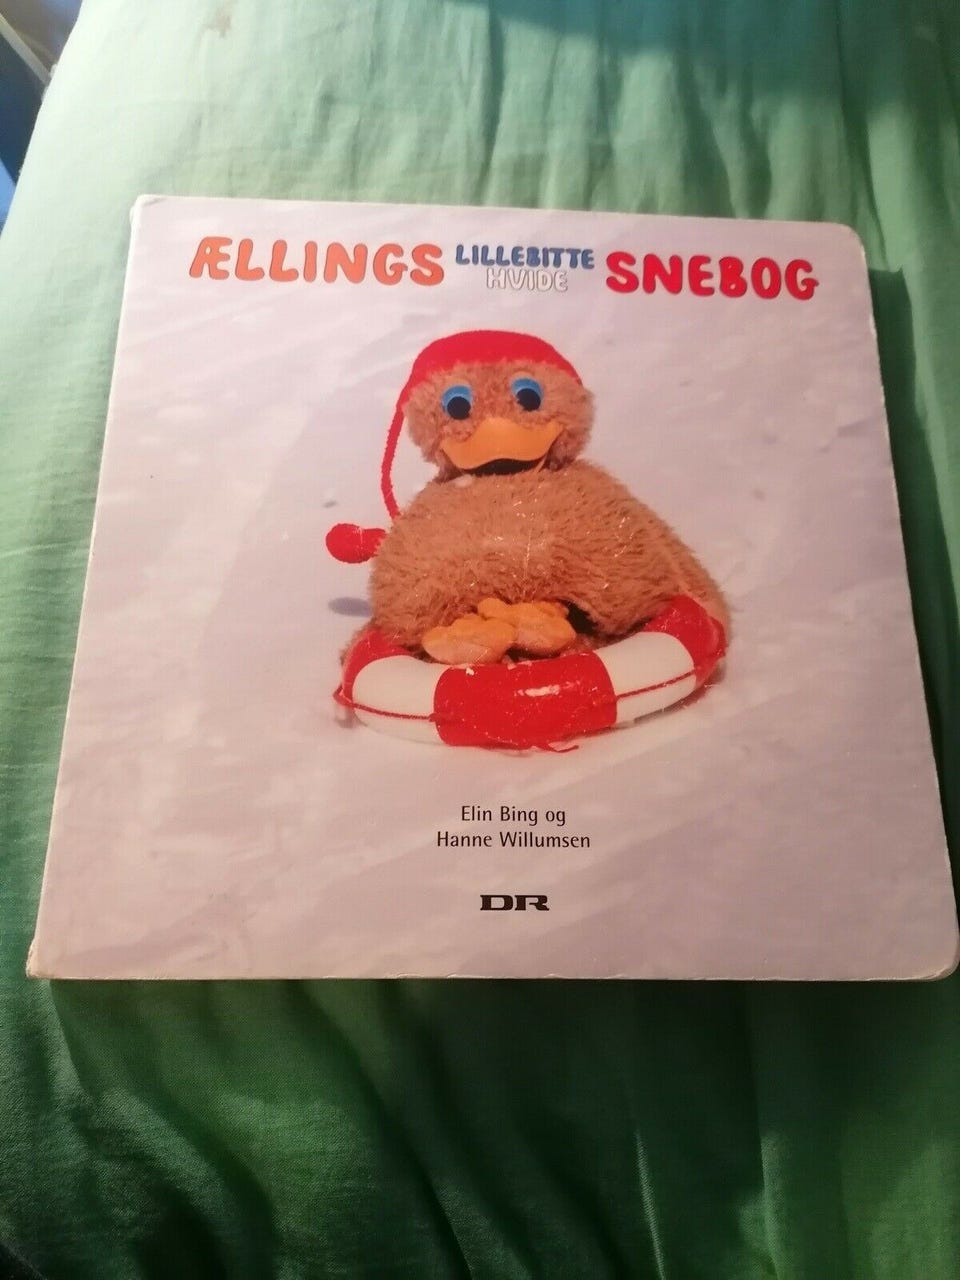 ÆLLINGS LILLEBITTE HVIDE SNEBOG
Elin Bing og
Hanne Willumsen
DR